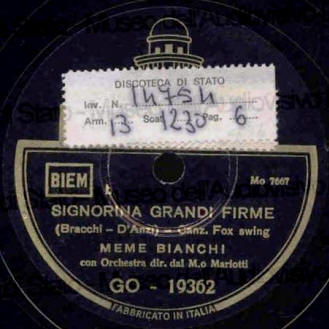 DISCOTECA DI STATO
Inv. N. 14754
Arm. 13 Scaf. 1230 Pag. 6
BIEM
Mo 7667
SIGNORINA GRANDI FIRME
(Bracchi - D'Anzi) - Canz. Fox swing
MEME BIANCHI
con Orchestra dir. dal M.o Mariotti
GO - 19362
FABBRICATO IN ITALIA